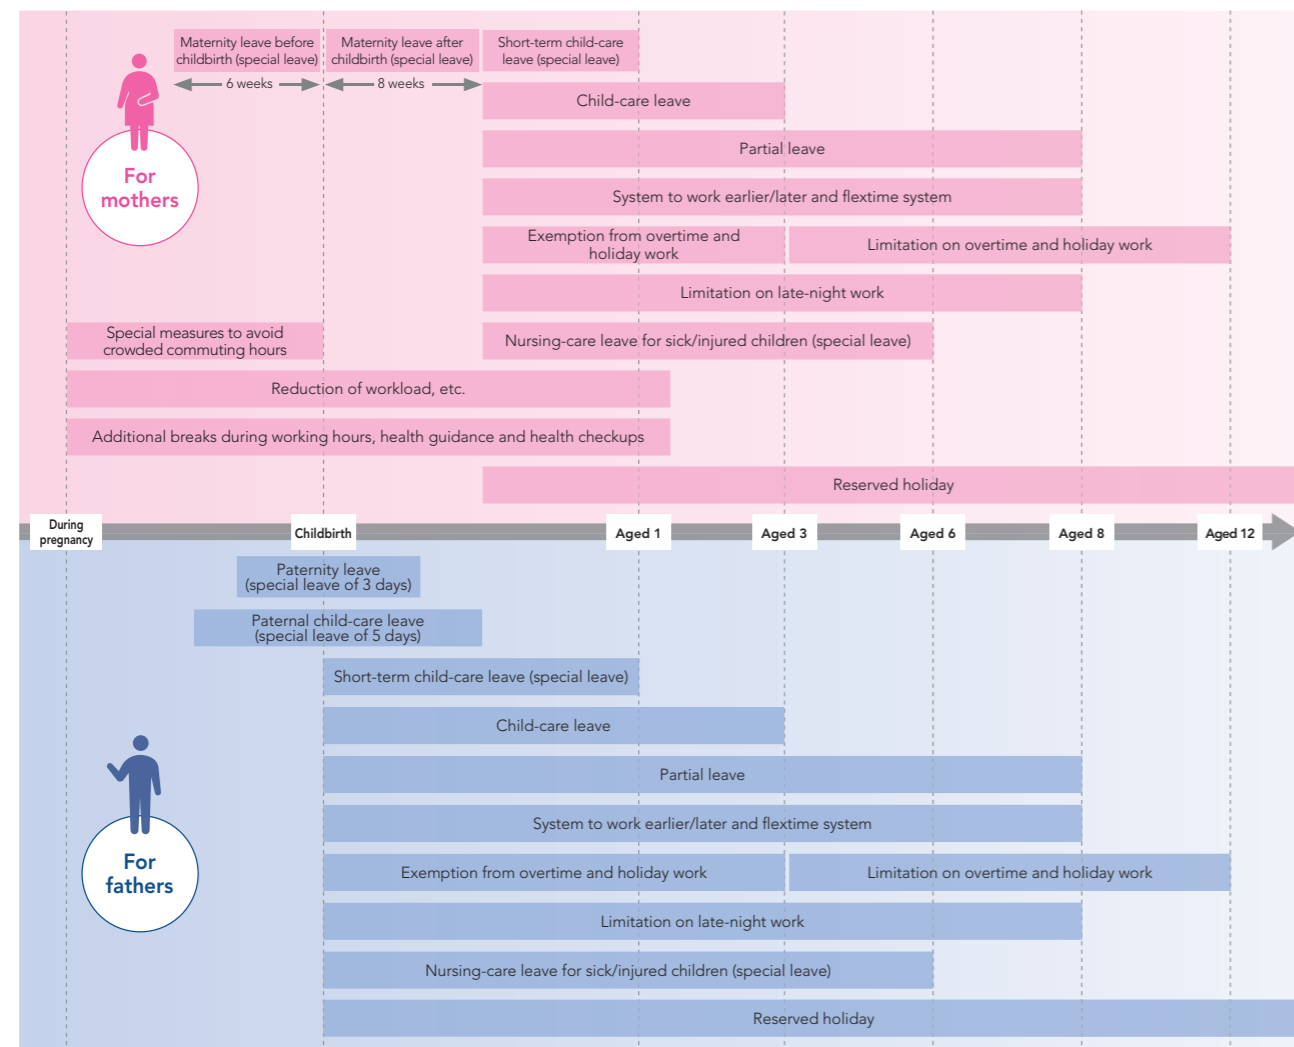 Maternity leave before
childbirth (special leave)
Maternity leave after
childbirth (special leave)
Short-term child-care
leave (special leave)
6 weeks
8 weeks
Child-care leave
Partial leave
For
mothers
System to work earlier/later and flextime system
Exemption from overtime and
holiday work
Limitation on overtime and holiday work
Limitation on late-night work
Special measures to avoid
crowded commuting hours
Nursing-care leave for sick/injured children (special leave)
Reduction of workload, etc.
Additional breaks during working hours, health guidance and health checkups
Reserved holiday
During
pregnancy
Childbirth
Aged 1
Aged 3
Aged 6
Aged 8
Aged 12
Paternity leave
(special leave of 3 days)
Paternal child-care leave
(special leave of 5 days)
Short-term child-care leave (special leave)
Child-care leave
Partial leave
System to work earlier/later and flextime system
For
fathers
Exemption from overtime and holiday work
Limitation on overtime and holiday work
Limitation on late-night work
Nursing-care leave for sick/injured children (special leave)
Reserved holiday